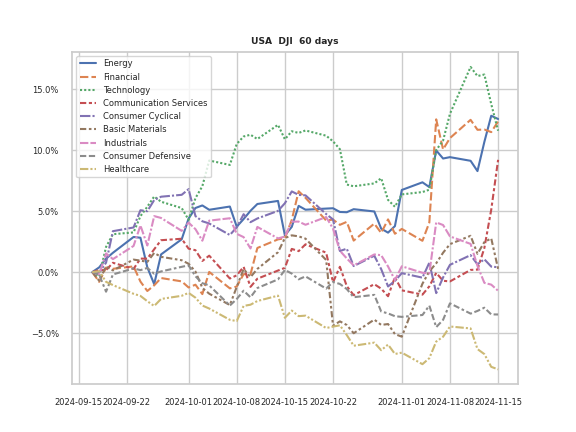 USA  DJI  60 days
Energy
Financial
Technology
Communication Services
Consumer Cyclical
Basic Materials
Industrials
Consumer Defensive
Healthcare
15.0%
10.0%
5.0%
0.0%
−5.0%
2024-09-15 2024-09-22 2024-10-01 2024-10-08 2024-10-15 2024-10-22 2024-11-01 2024-11-08 2024-11-15